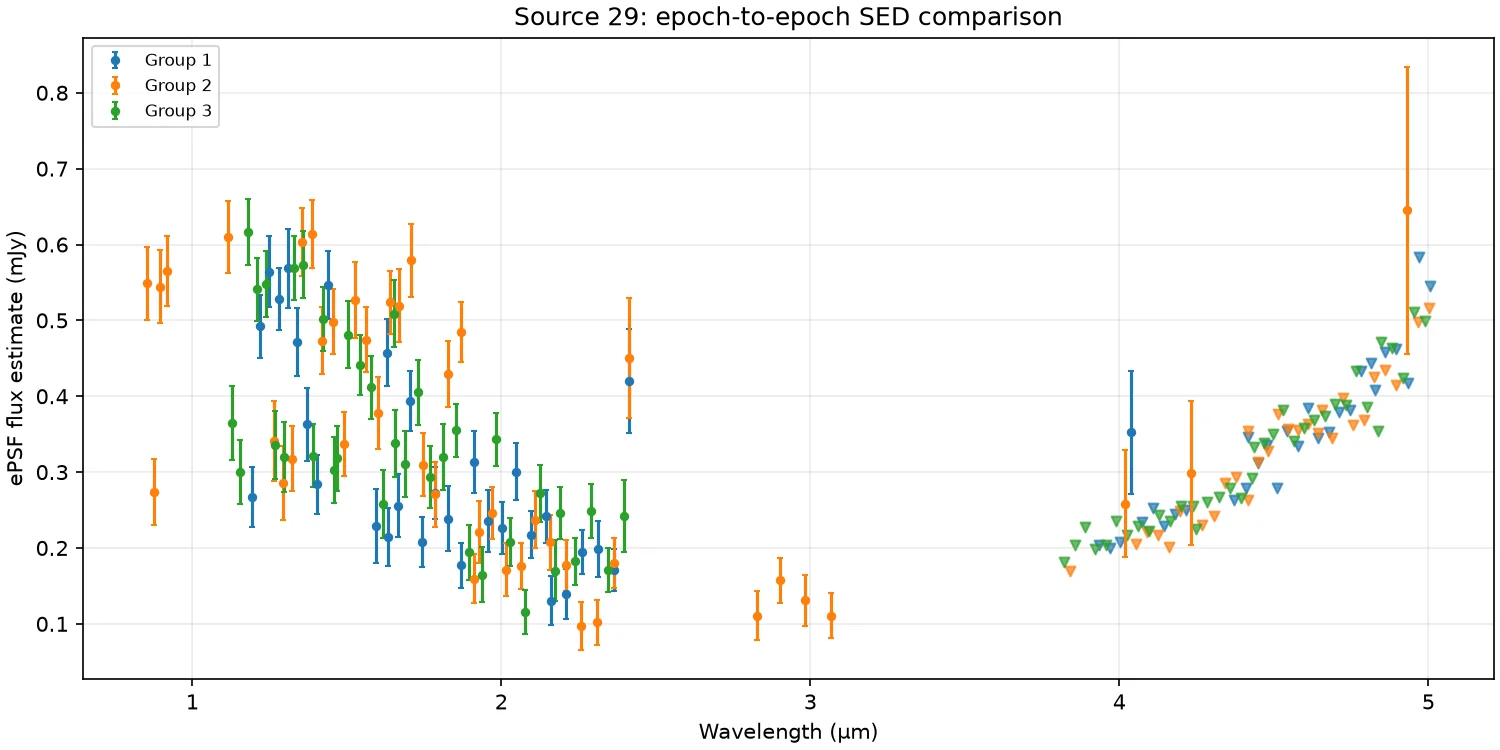 Source 29: epoch-to-epoch SED comparison
Group 1
Group 2
Group 3
ePSF flux estimate (mJy)
0.8
0.7
0.6
0.5
0.4
0.3
0.2
0.1
1 2 3 4 5
Wavelength (μm)